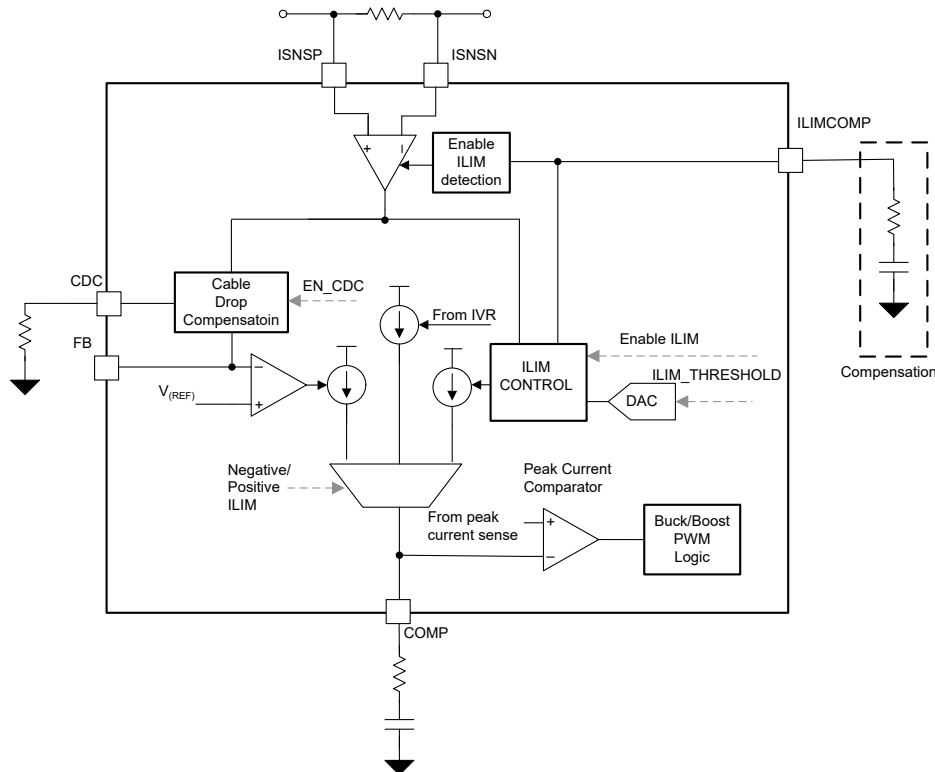 ISNSP
ISNSN
ILIMCOMP
+
−
Enable
ILIM
detection
CDC
Cable
Drop
Compensatoin
EN_CDC
From IVR
FB
−
+
V(REF)
Enable ILIM
ILIM
CONTROL
ILIM_THRESHOLD
DAC
Compensation
Negative/
Positive
ILIM
Peak Current
Comparator
From peak
current sense
+
−
Buck/Boost
PWM
Logic
COMP